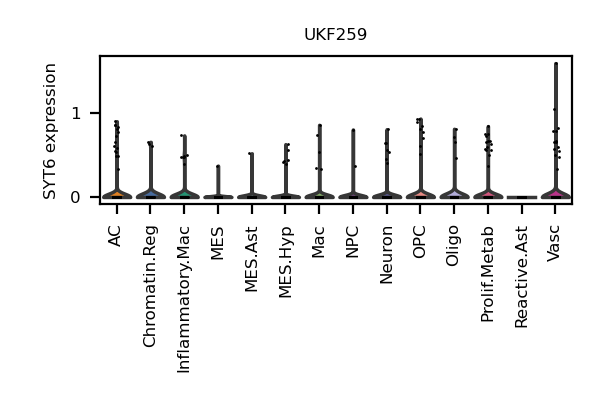 UKF259
SYT6 expression
1
0
AC
Chromatin.Reg
Inflammatory.Mac
MES
MES.Ast
MES.Hyp
Mac
NPC
Neuron
OPC
Oligo
Prolif.Metab
Reactive.Ast
Vasc